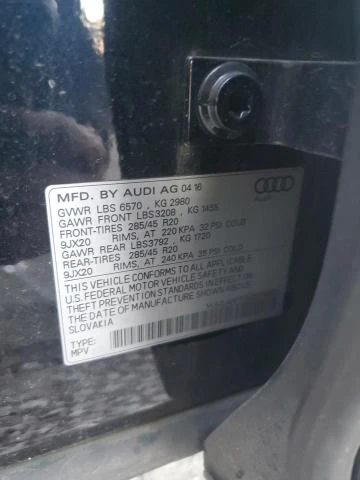 MFD. BY AUDI AG 04 16
GVWR LBS 6570 , KG 2980
GAWR FRONT LBS3208 , KG 1455
FRONT-TIRES 285/45 R20
9JX20 RIMS, AT 220 KPA 32 PSI COLD
GAWR REAR LBS3792 , KG 1720
REAR-TIRES 285/45 R20
9JX20 RIMS, AT 240 KPA 35 PSI COLD
THIS VEHICLE CONFORMS TO ALL APPLICABLE
U.S. FEDERAL MOTOR VEHICLE SAFETY AND
THEFT PREVENTION STANDARDS IN EFFECT ON
THE DATE OF MANUFACTURE SHOWN ABOVE.
SLOVAKIA
TYPE:
MPV
Audi